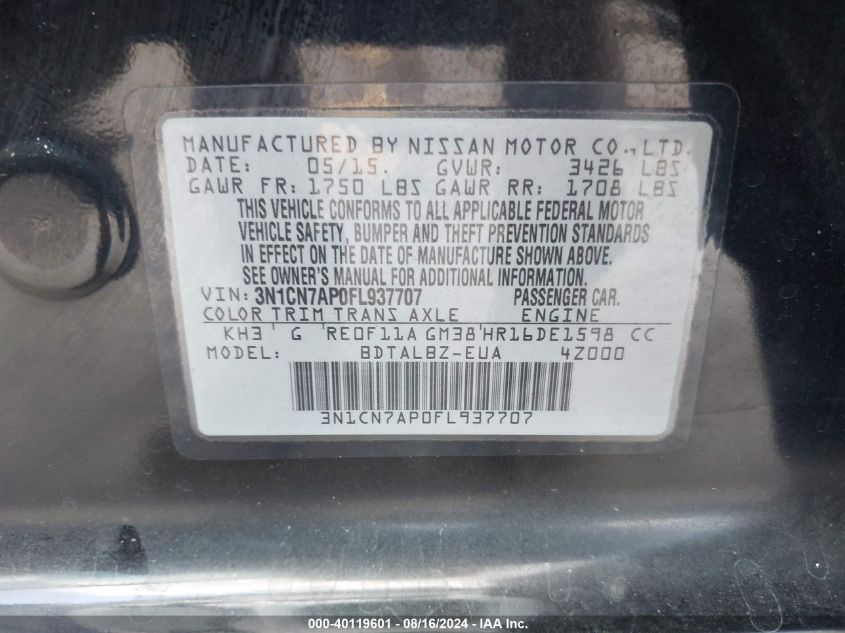 MANUFACTURED BY NISSAN MOTOR CO., LTD.
DATE: 05/15. GVWR: 3426 LBS
GAWR FR: 1750 LBS GAWR RR: 1708 LBS
THIS VEHICLE CONFORMS TO ALL APPLICABLE FEDERAL MOTOR
VEHICLE SAFETY, BUMPER AND THEFT PREVENTION STANDARDS
IN EFFECT ON THE DATE OF MANUFACTURE SHOWN ABOVE.
SEE OWNER'S MANUAL FOR ADDITIONAL INFORMATION.
VIN: 3N1CN7AP0FL937707 PASSENGER CAR.
COLOR TRIM TRANS AXLE ENGINE
KH3 G RE0F11A GM38 HR16DE1598 CC
MODEL: BDTALBZ-EUA 4Z000
3N1CN7AP0FL937707
000-40119601 - 08/16/2024 - IAA Inc.